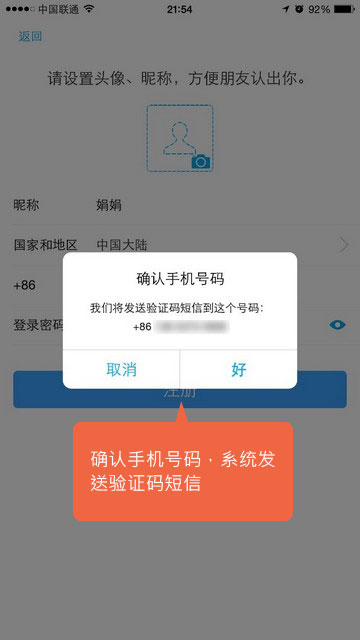 中国联通 21:54 92%
返回
请设置头像、昵称，方便朋友认出你。
昵称 娟娟
国家和地区 中国大陆
+86
登录密码
确认手机号码
我们将发送验证码短信到这个号码：
+86
取消 好
注册
确认手机号码，系统发
送验证码短信